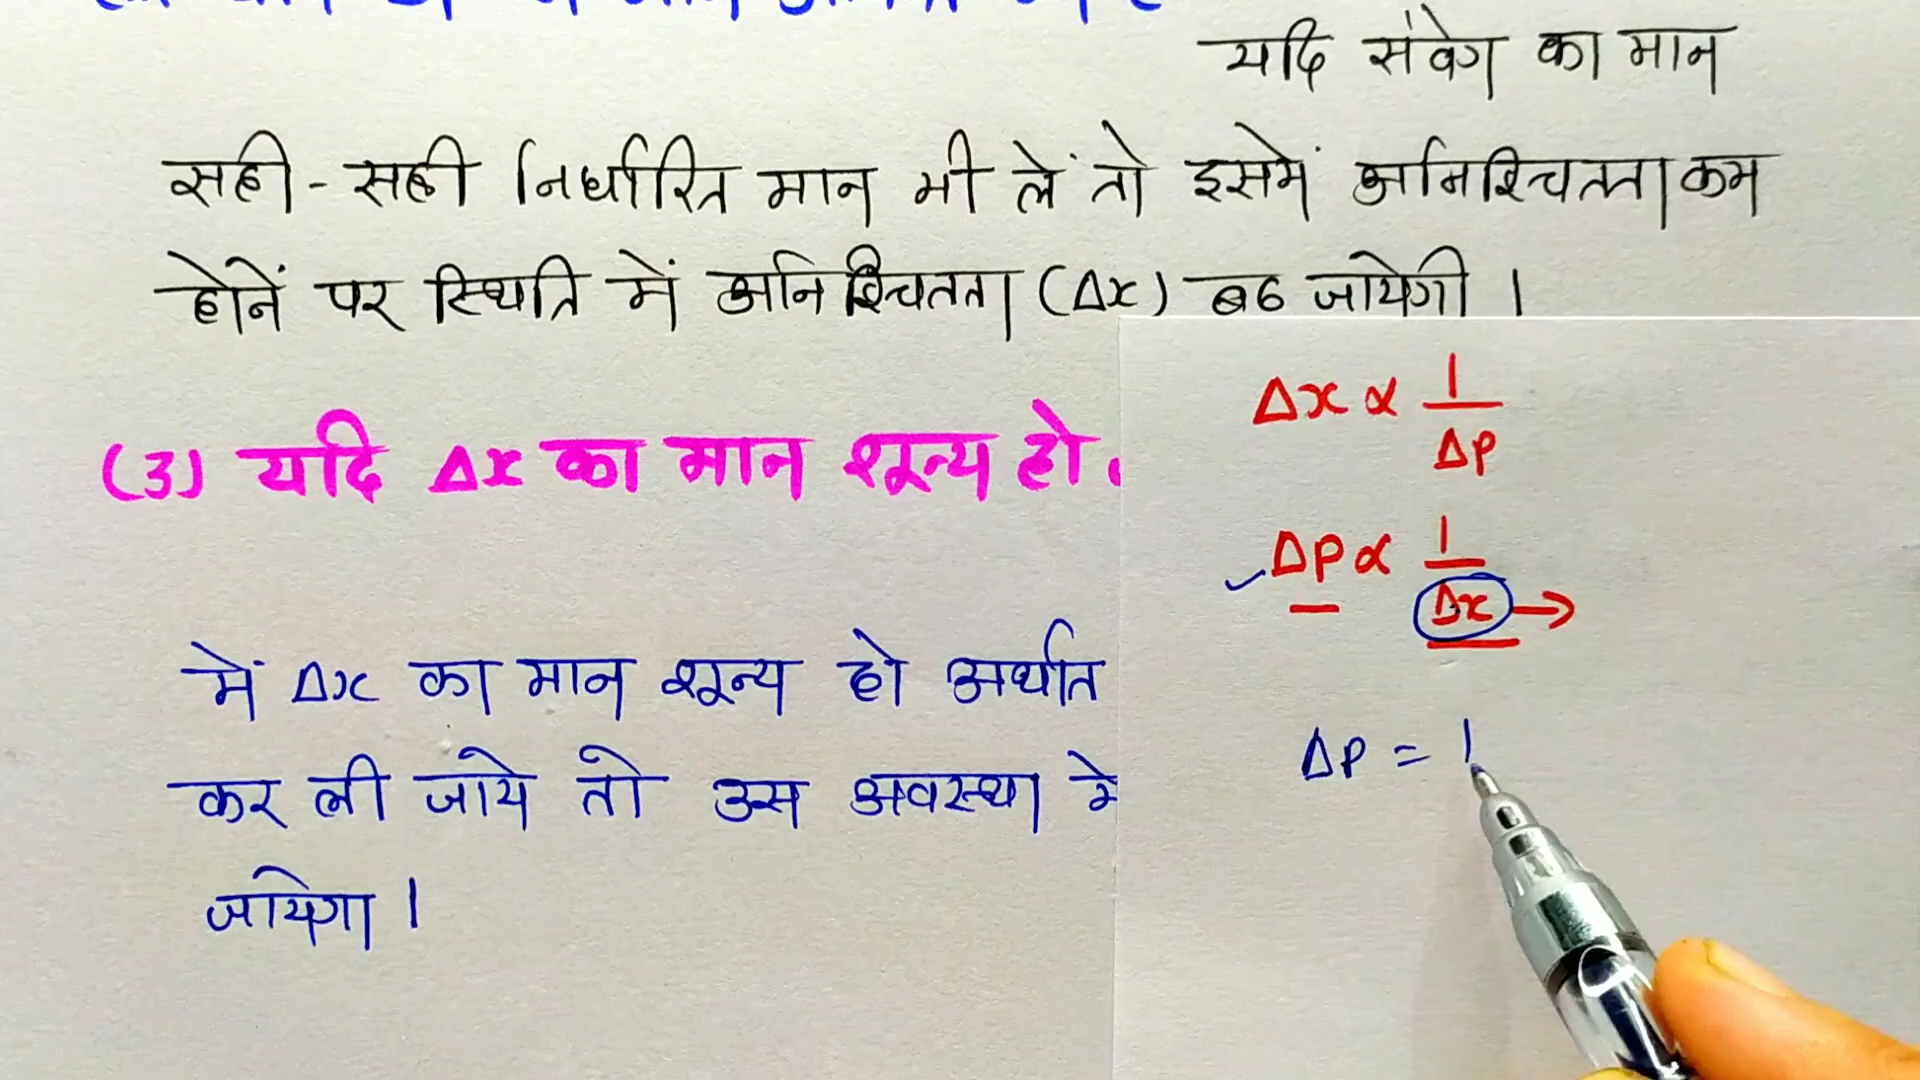 यदि संवेग का मान
सही - सही निर्धारित मान भी लें तो इसमें अनिश्चितता कम
होनें पर स्थिति में अनिश्चितता (Δx) बढ जायेगी ।
(3) यदि Δx का मान शून्य हो
में Δx का मान शून्य हो अर्थात
कर ली जाये तो उस अवस्था मे
जायेगा ।
Δx ∝ 1/Δp
Δp ∝ 1/Δx →
Δp = 1